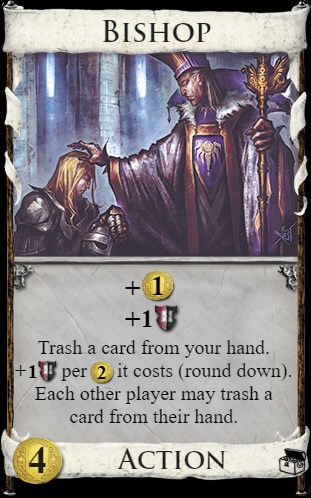 BISHOP
+1
+1
Trash a card from your hand.
+1 per 2 it costs (round down).
Each other player may trash a
card from their hand.
4 ACTION